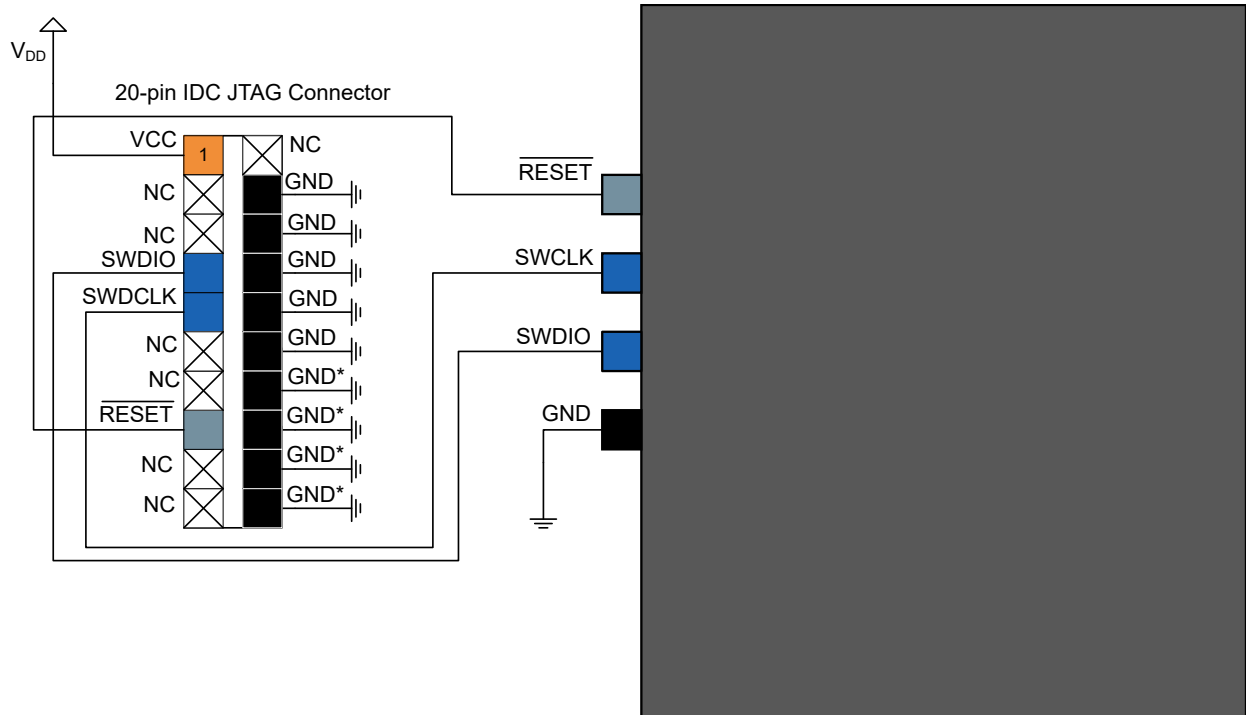 VDD
20-pin IDC JTAG Connector
VCC
1
NC
NC
GND
NC
GND
SWDIO
GND
SWDCLK
GND
NC
GND
NC
GND*
RESET
GND*
NC
GND*
NC
GND*
RESET
SWCLK
SWDIO
GND